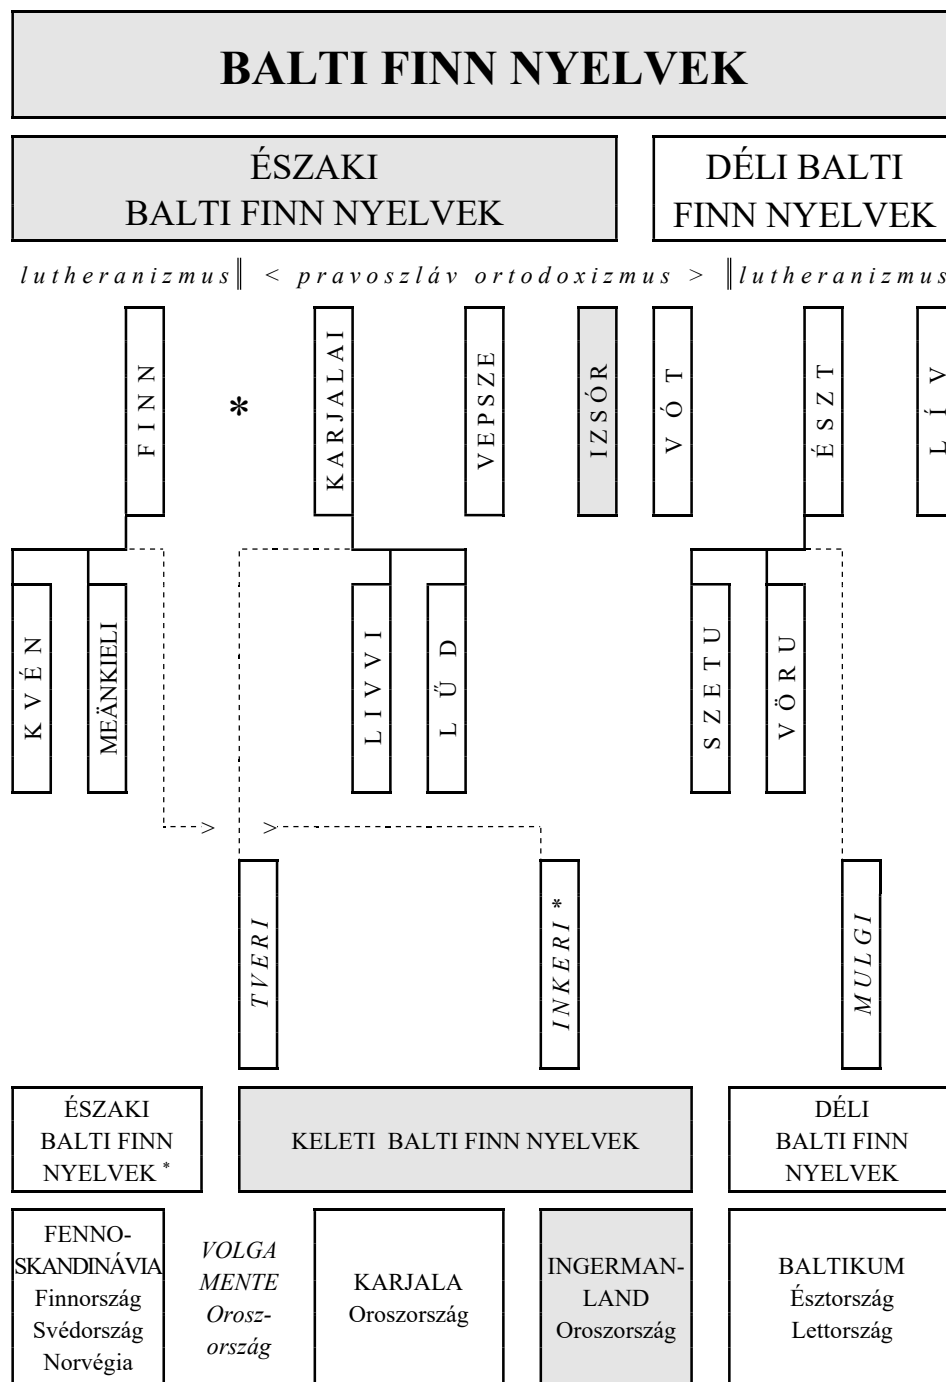 BALTI FINN NYELVEK
ÉSZAKI
BALTI FINN NYELVEK
DÉLI BALTI
FINN NYELVEK
lutheranizmus║ < pravoszláv ortodoxizmus > ║lutheranizmus
FINN
*
KARJALAI
VEPSZE
IZSÓR
VÓT
ÉSZT
LÍV
KVÉN
MEÄNKIELI
LIVVI
LŰD
SZETU
VÖRU
> >
TVERI
INKERI *
MULGI
ÉSZAKI
BALTI FINN
NYELVEK *
KELETI BALTI FINN NYELVEK
DÉLI
BALTI FINN
NYELVEK
FENNO-
SKANDINÁVIA
Finnország
Svédország
Norvégia
VOLGA
MENTE
Orosz-
ország
KARJALA
Oroszország
INGERMAN-
LAND
Oroszország
BALTIKUM
Észtország
Lettország